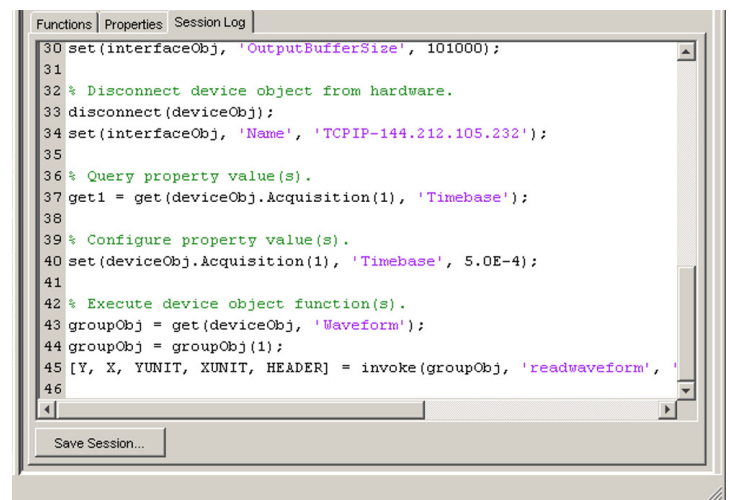 Functions Properties Session Log
30 set(interfaceObj, 'OutputBufferSize', 101000);
31
32 % Disconnect device object from hardware.
33 disconnect(deviceObj);
34 set(interfaceObj, 'Name', 'TCPIP-144.212.105.232');
35
36 % Query property value(s).
37 get1 = get(deviceObj.Acquisition(1), 'Timebase');
38
39 % Configure property value(s).
40 set(deviceObj.Acquisition(1), 'Timebase', 5.0E-4);
41
42 % Execute device object function(s).
43 groupObj = get(deviceObj, 'Waveform');
44 groupObj = groupObj(1);
45 [Y, X, YUNIT, XUNIT, HEADER] = invoke(groupObj, 'readwaveform', '
46
Save Session...